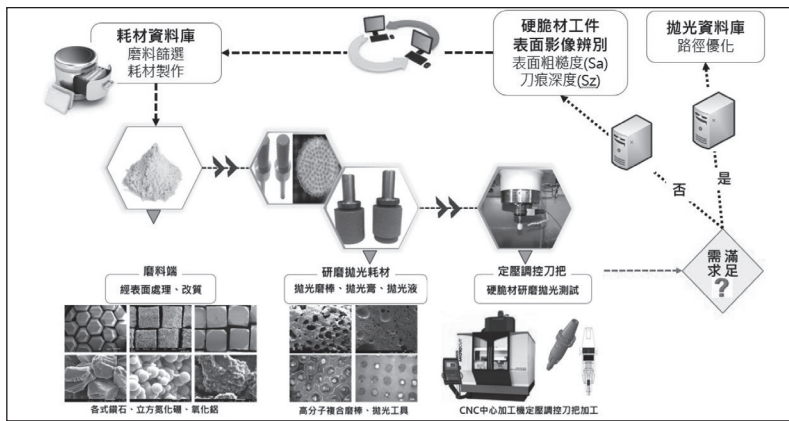 耗材資料庫
磨料篩選
耗材製作
硬脆材工件
表面影像辨別
表面粗糙度(Sa)
刀痕深度(Sz)
拋光資料庫
路徑優化
否
是
滿足
需求
?
磨料端
經表面處理、改質
各式鑽石、立方氮化硼、氧化鋁
研磨拋光耗材
拋光磨棒、拋光膏、拋光液
高分子複合磨棒、拋光工具
定壓調控刀把
硬脆材研磨拋光測試
CNC中心加工機定壓調控刀把加工